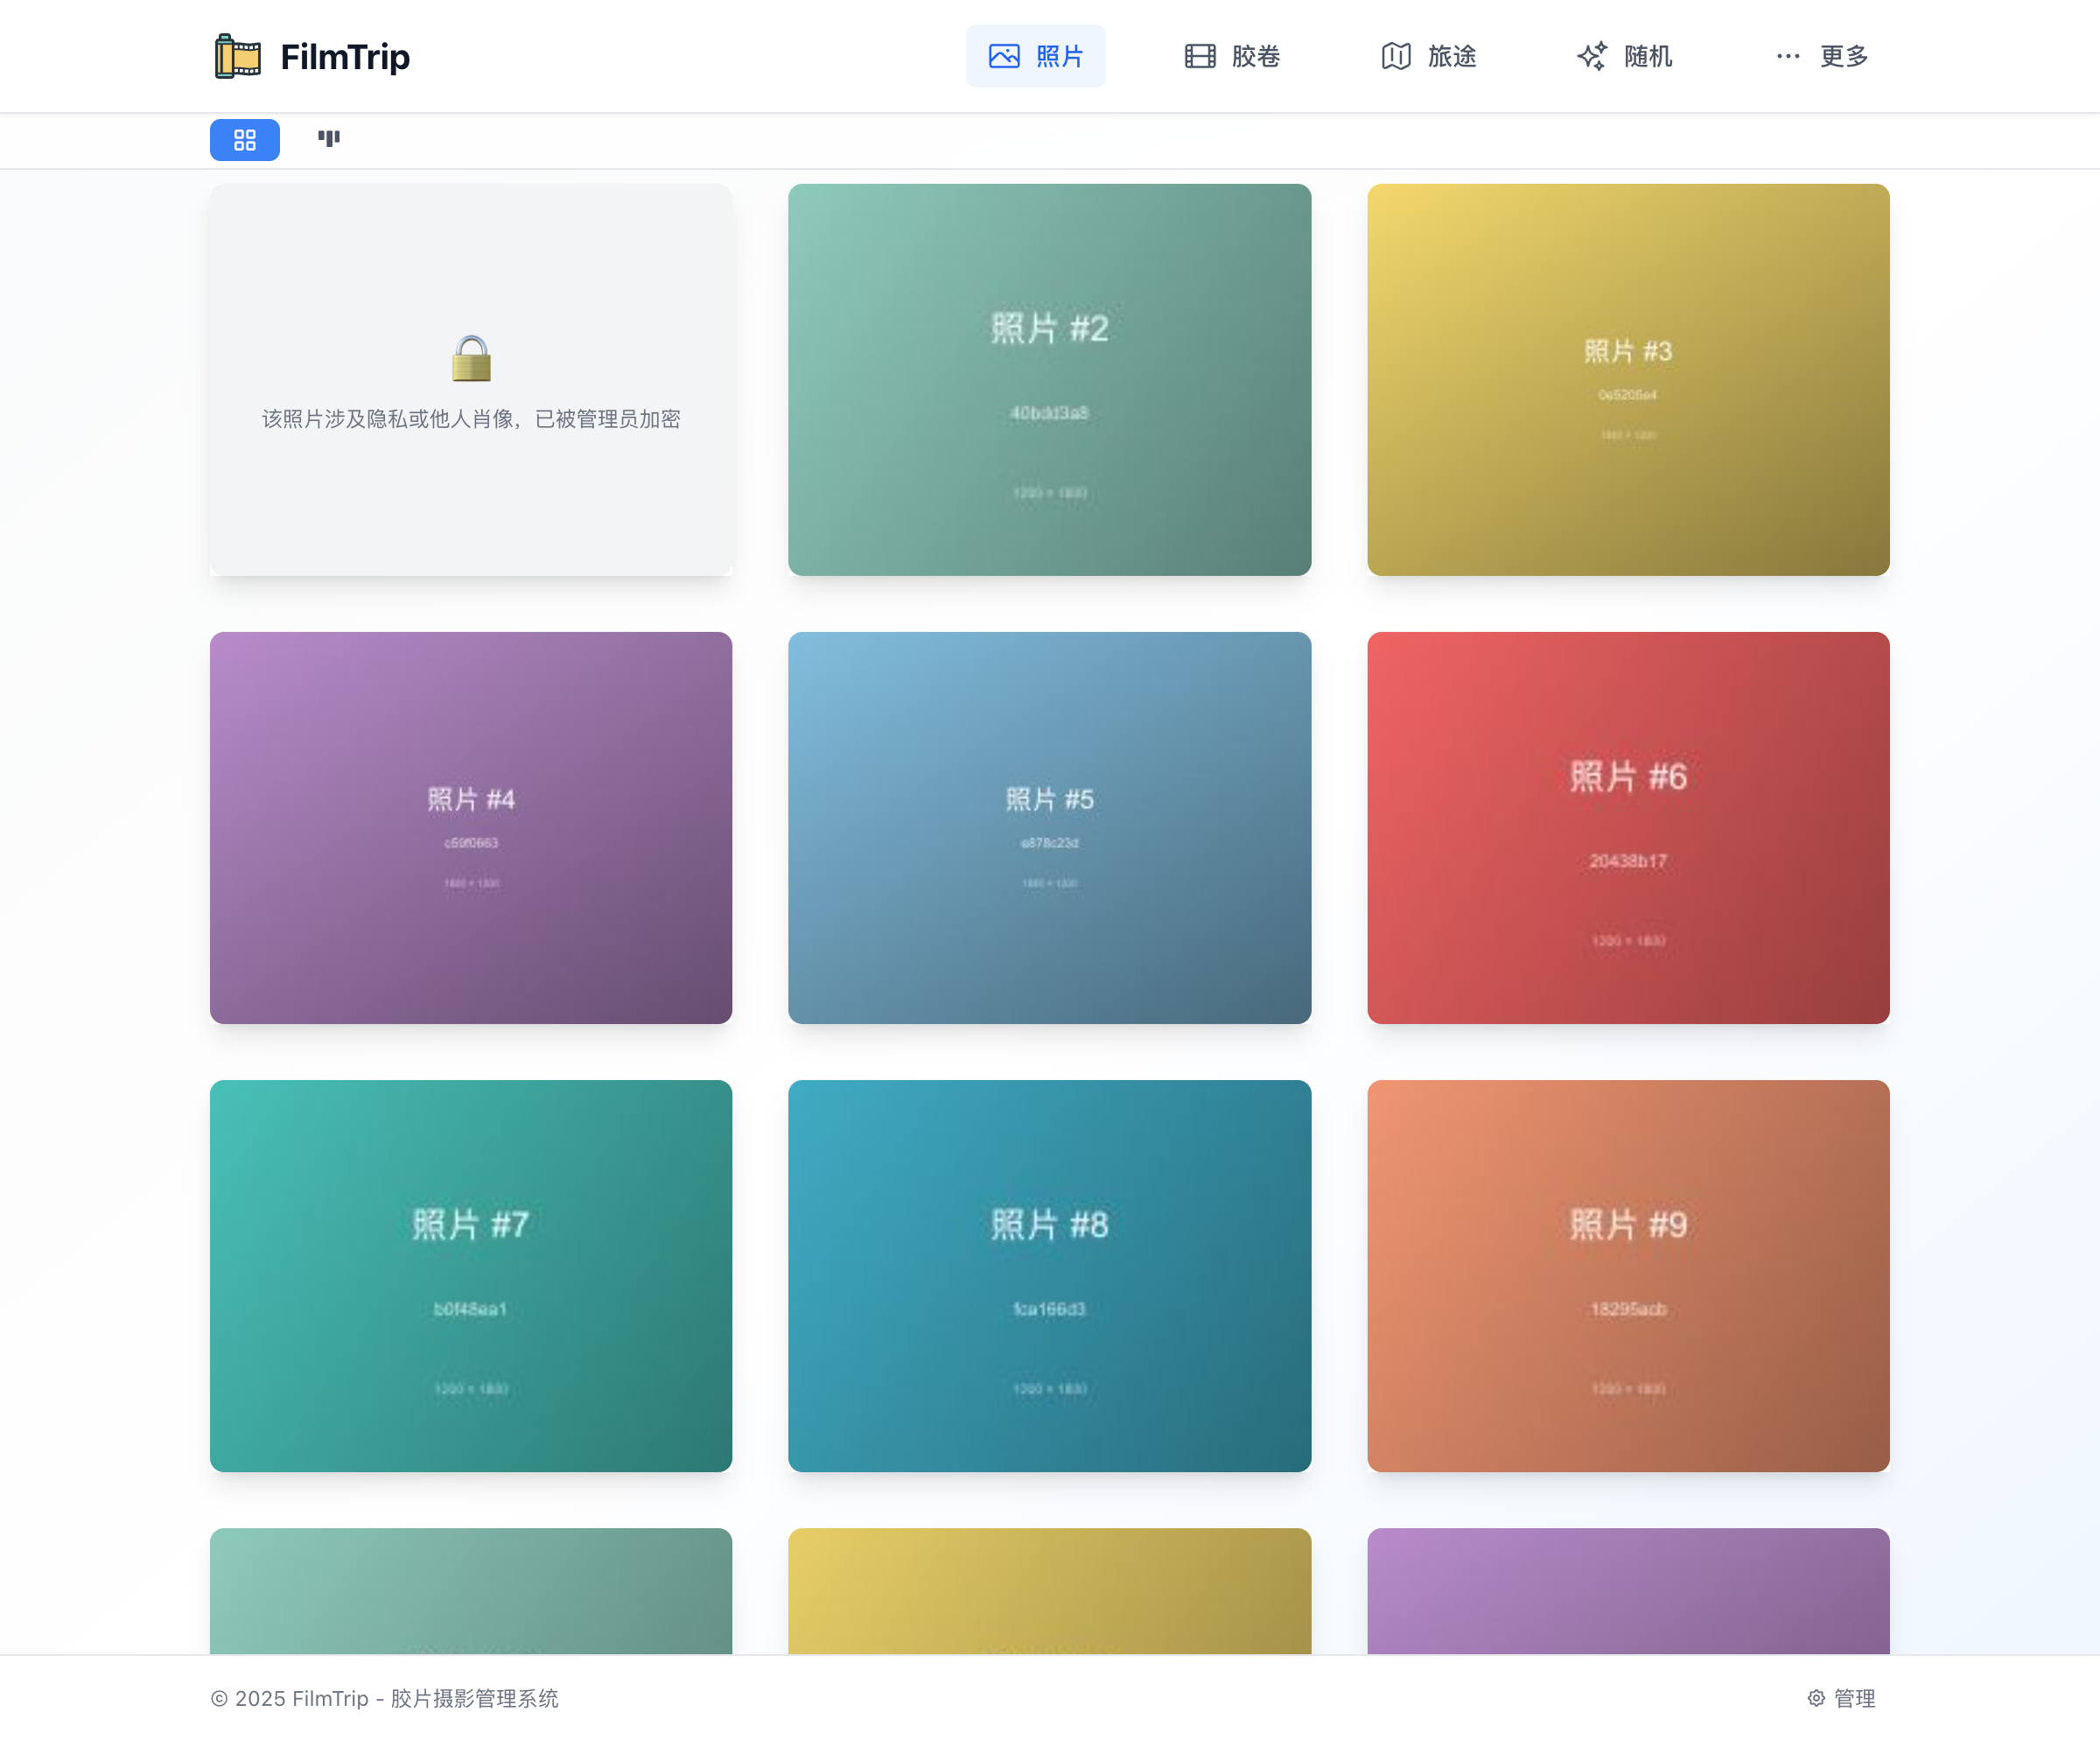 FilmTrip
照片
胶卷
旅途
随机
更多
该照片涉及隐私或他人肖像，已被管理员加密
照片 #2
40bdd3a8
1200 × 1800
照片 #3
0e5205e4
照片 #4
c59f0663
照片 #5
e878c23d
照片 #6
20438b17
1200 × 1800
照片 #7
b0f48ea1
1200 × 1800
照片 #8
fca166d3
1200 × 1800
照片 #9
18295acb
1200 × 1800
© 2025 FilmTrip - 胶片摄影管理系统
管理